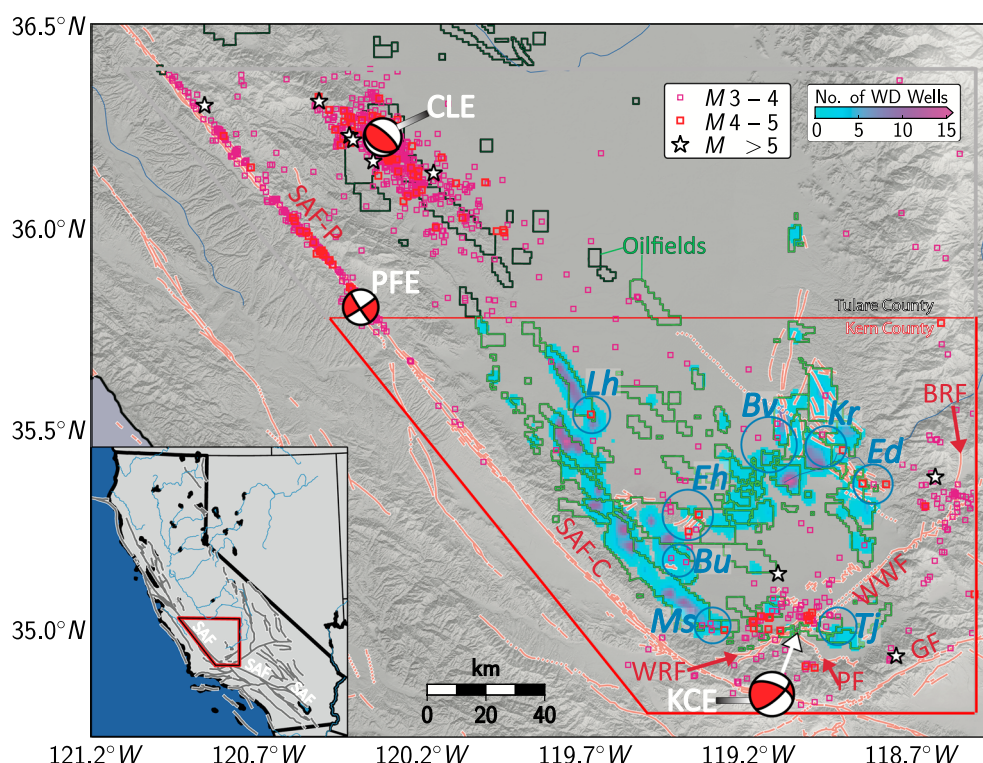 36.5°N
36.0°N
35.5°N
35.0°N
121.2°W
120.7°W
120.2°W
119.7°W
119.2°W
118.7°W
M 3 – 4
M 4 – 5
M > 5
No. of WD Wells
0 5 10 15
CLE
SAF-P
PFE
Oilfields
Tulare County
Kern County
BRF
Lh
Bv
Kr
Ed
Eh
SAF-C
Bu
WWF
Ms
Tj
WRF
GF
PF
KCE
km
0 20 40
SAF
SAF
SAF